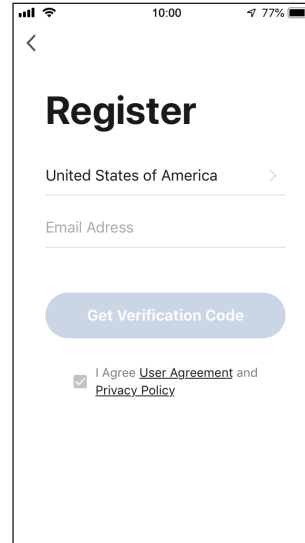 10:00
77%
Register
United States of America
Email Adress
Get Verification Code
I Agree User Agreement and
Privacy Policy